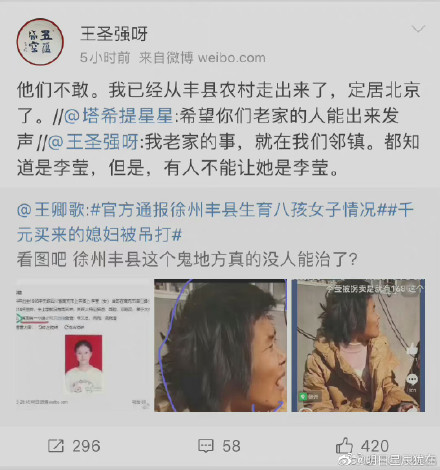 王圣强呀
5小时前 来自微博 weibo.com
他们不敢。我已经从丰县农村走出来了，定居北京
了。//@塔希提星星:希望你们老家的人能出来发
声//@王圣强呀:我老家的事，就在我们邻镇。都知
道是李莹。但是，有人不能让她是李莹。
@王卿歌:#官方通报徐州丰县生育八孩女子情况##千
元买来的媳妇被吊打#
看图吧 徐州丰县这个鬼地方真的没人能治了？
296
58
420